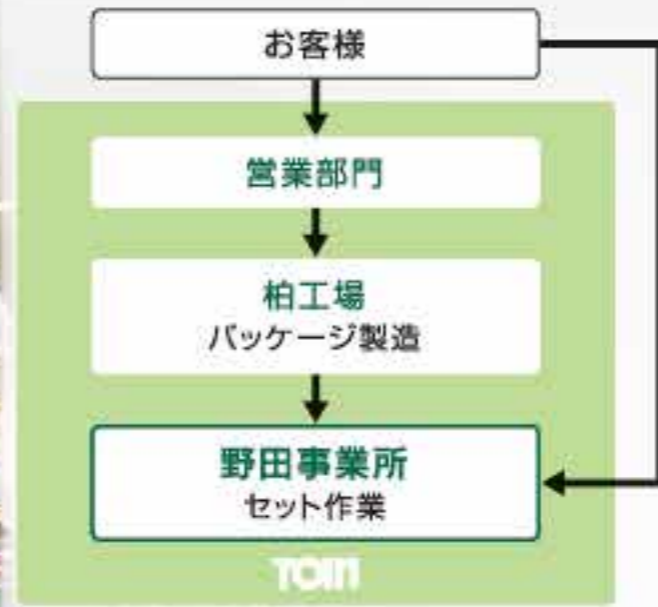 お客様
営業部門
柏工場
パッケージ製造
野田事業所
セット作業
TOIN